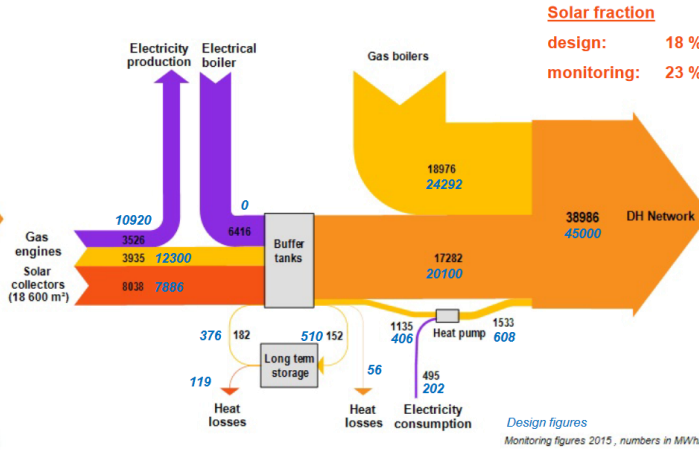 Solar fraction
design: 18 %
monitoring: 23 %
Electricity production
Electrical boiler
Gas boilers
10920
3526
0
6416
18976
24292
38986
45000
DH Network
Gas engines
3935 12300
Solar collectors (18 600 m²)
8038 7886
Buffer tanks
17282
20100
376 182
510 152
1135
406
Heat pump
1533
608
Long term storage
119
56
495
202
Heat losses
Heat losses
Electricity consumption
Design figures
Monitoring figures 2015 , numbers in MWh